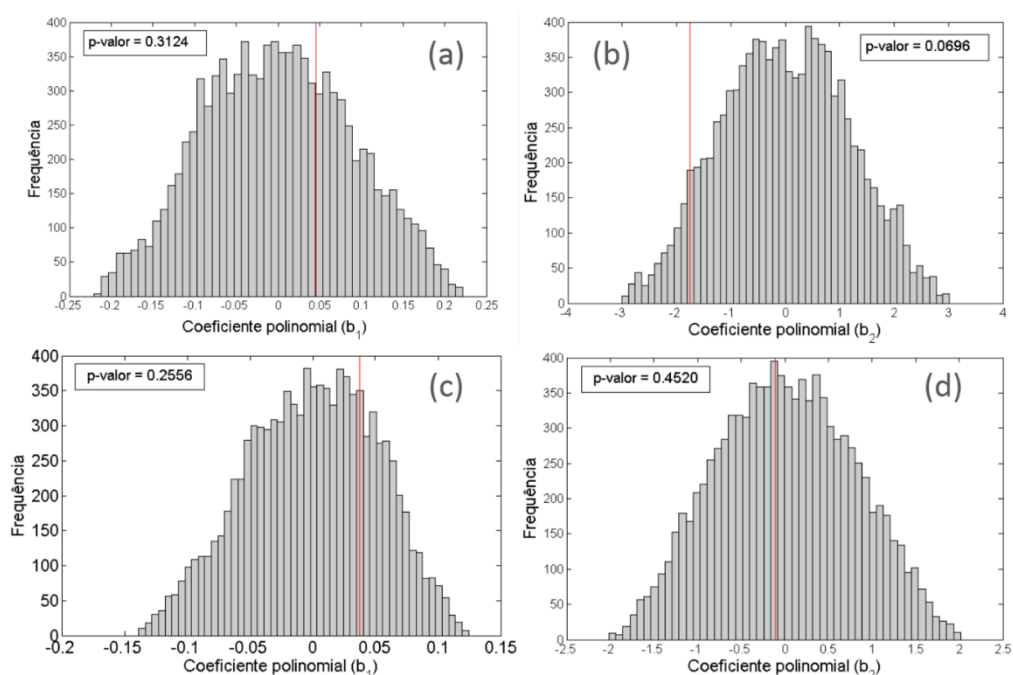 400
350
300
250
200
150
100
50
0
Frequência
p-valor = 0.3124
(a)
-0.25 -0.2 -0.15 -0.1 -0.05 0 0.05 0.1 0.15 0.2 0.25
Coeficiente polinomial (b1)
400
350
300
250
200
150
100
50
0
Frequência
(b)
p-valor = 0.0696
-4 -3 -2 -1 0 1 2 3 4
Coeficiente polinomial (b2)
400
350
300
250
200
150
100
50
0
Frequência
p-valor = 0.2556
(c)
-0.2 -0.15 -0.1 -0.05 0 0.05 0.1 0.15
Coeficiente polinomial (b1)
400
350
300
250
200
150
100
50
0
Frequência
p-valor = 0.4520
(d)
-2.5 -2 -1.5 -1 -0.5 0 0.5 1 1.5 2 2.5
Coeficiente polinomial (b2)